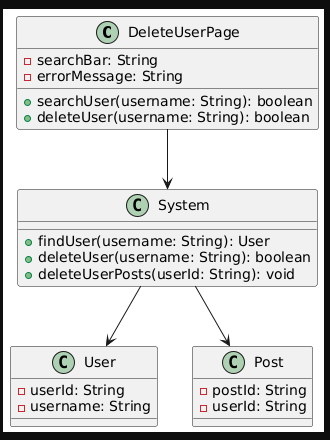 C DeleteUserPage
searchBar: String
errorMessage: String
searchUser(username: String): boolean
deleteUser(username: String): boolean
C System
findUser(username: String): User
deleteUser(username: String): boolean
deleteUserPosts(userId: String): void
C User
userId: String
username: String
C Post
postId: String
userId: String